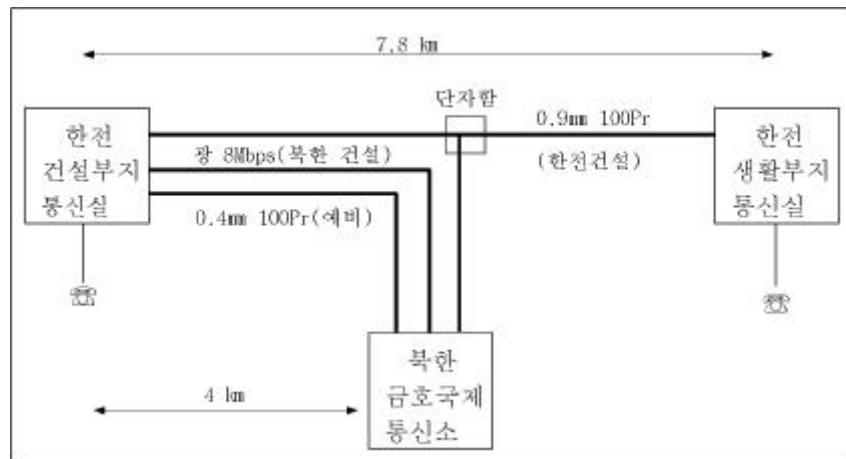 7.8 km
단자함
0.9mm 100Pr
한전
건설부지
통신실
광 8Mbps(북한 건설)
(한전건설)
한전
생활부지
통신실
0.4mm 100Pr(예비)
☏
☏
북한
금호국제
통신소
4 km